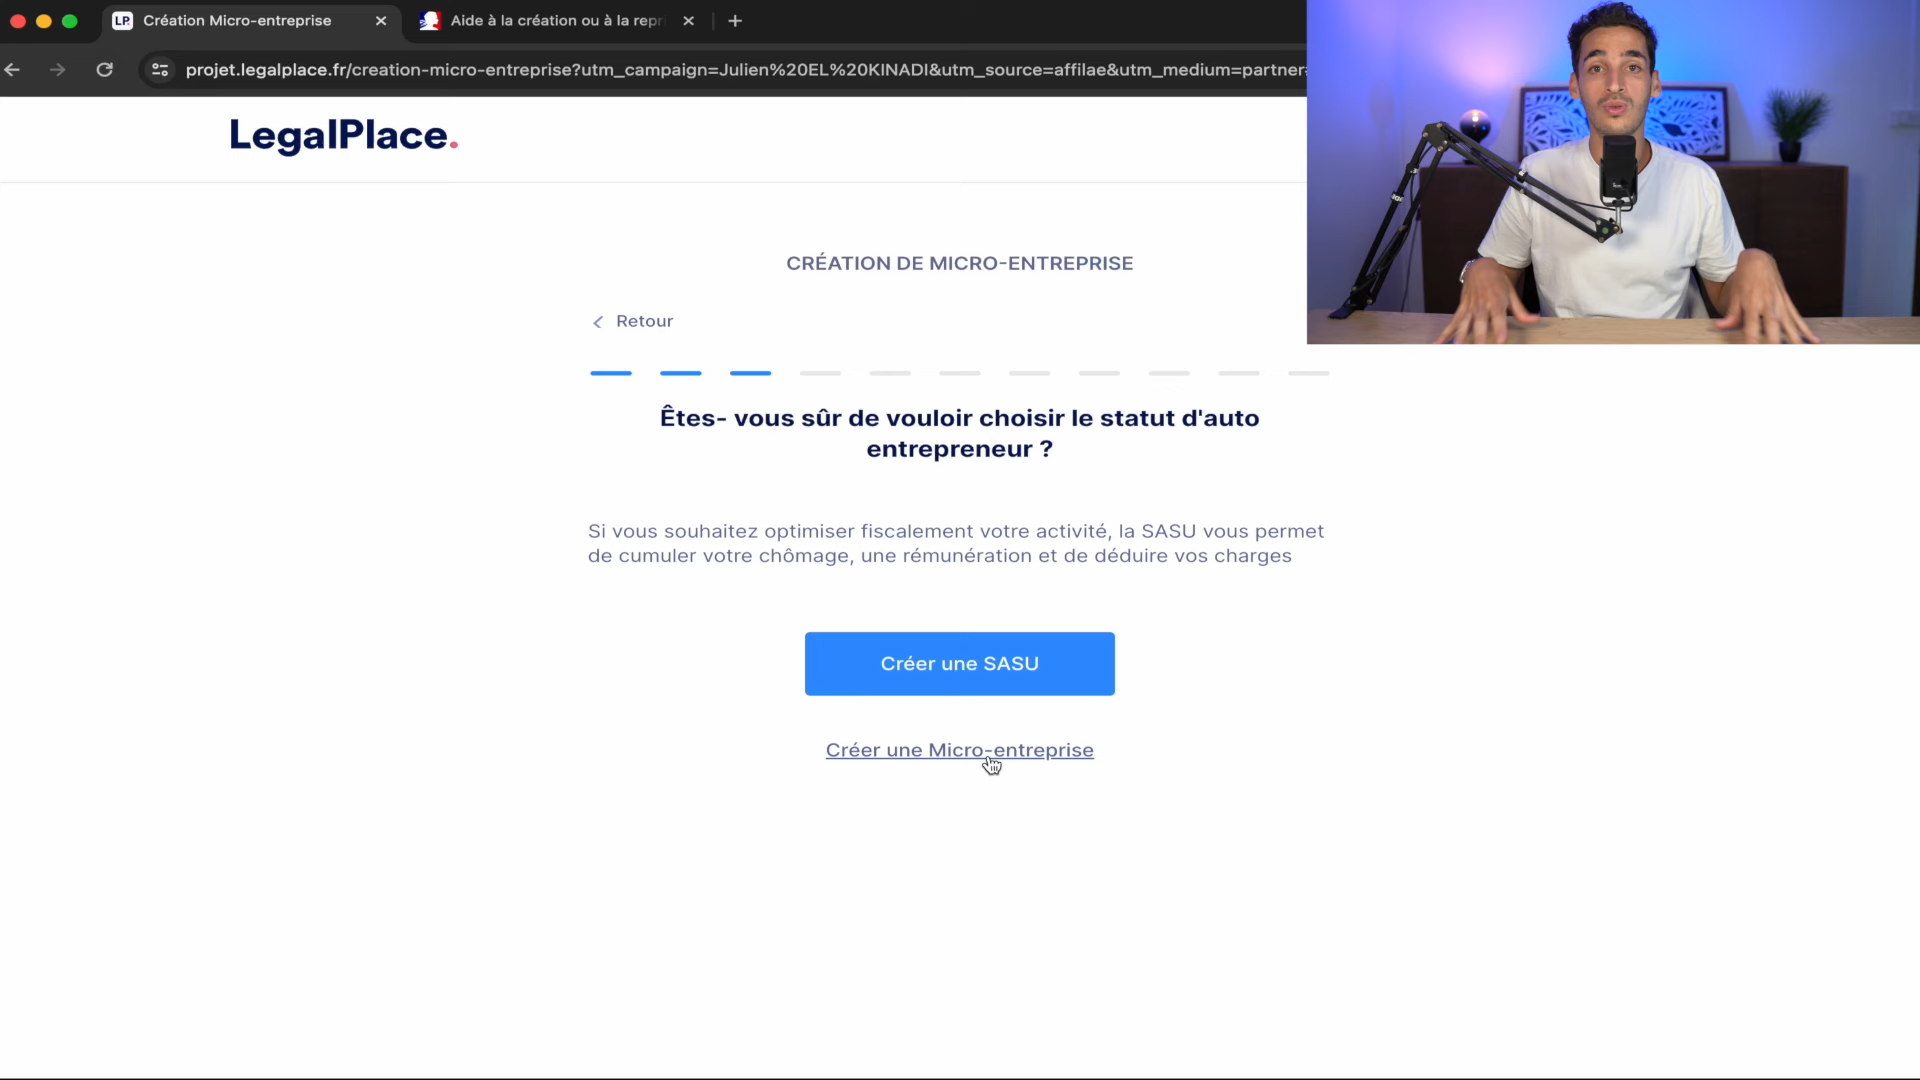 LP Création Micro-entreprise
Aide à la création ou à la repr
projet.legalplace.fr/creation-micro-entreprise?utm_campaign=Julien%20EL%20KINADI&utm_source=affilae&utm_medium=partner
LegalPlace.
CRÉATION DE MICRO-ENTREPRISE
Retour
Êtes- vous sûr de vouloir choisir le statut d'auto
entrepreneur ?
Si vous souhaitez optimiser fiscalement votre activité, la SASU vous permet
de cumuler votre chômage, une rémunération et de déduire vos charges
Créer une SASU
Créer une Micro-entreprise